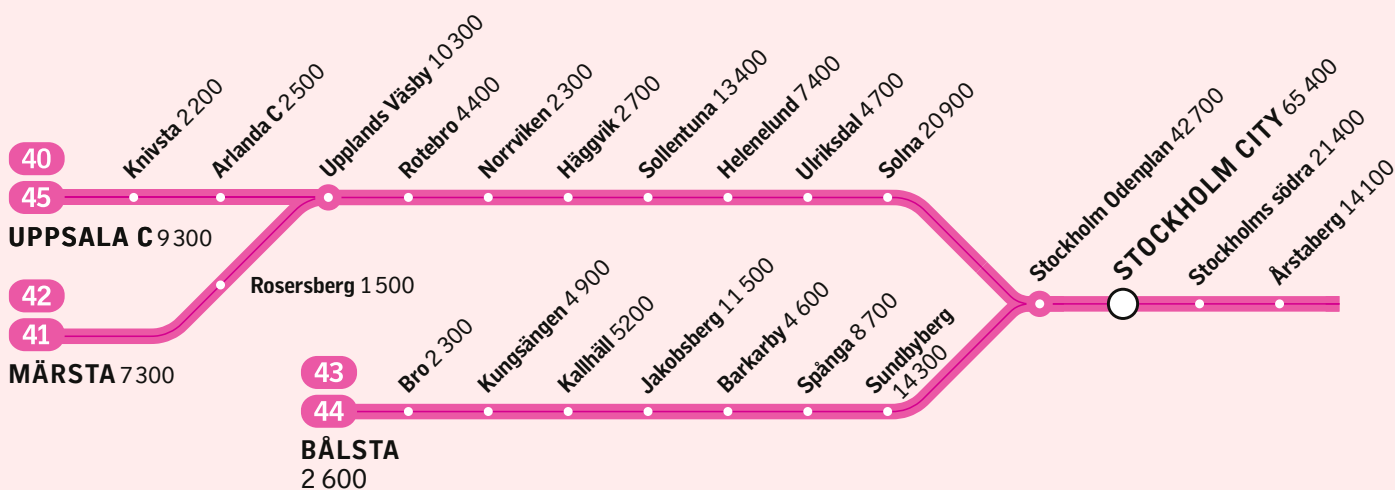 40
45
UPPSALA C 9 300
Knivsta 2 200
Arlanda C 2 500
Upplands Väsby 10 300
Rotebro 4 400
Norrviken 2 300
Häggvik 2 700
Sollentuna 13 400
Helenelund 7 400
Ulriksdal 4 700
Solna 20 900
Stockholm Odenplan 42 700
STOCKHOLM CITY 65 400
Stockholms södra 21 400
Årstaberg 14 100
42
41
MÄRSTA 7 300
Rosersberg 1 500
43
44
BÅLSTA
2 600
Bro 2 300
Kungsängen 4 900
Kallhäll 5 200
Jakobsberg 11 500
Barkarby 4 600
Spånga 8 700
Sundbyberg
14 300